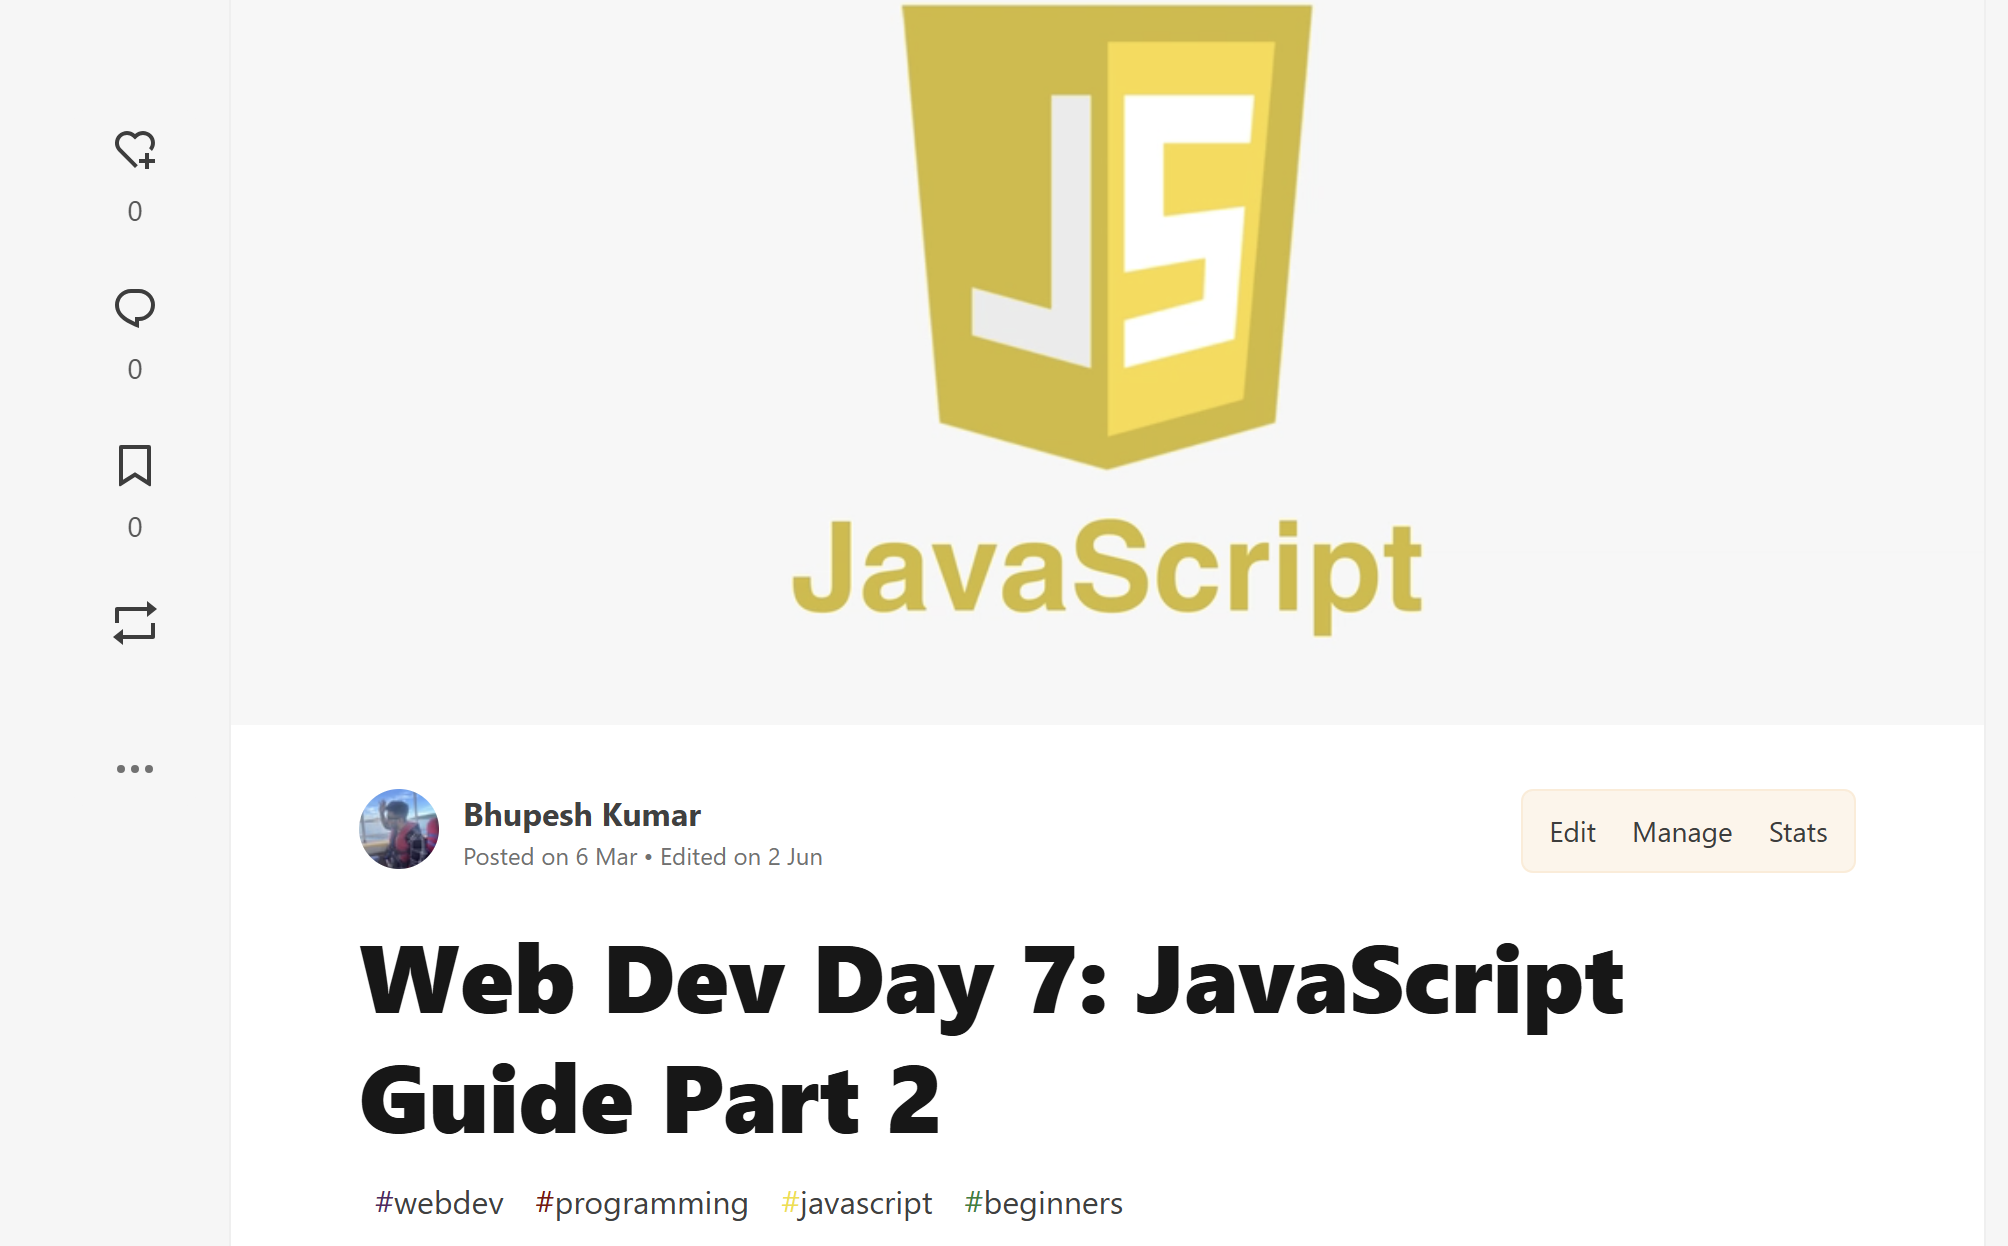 JS
JavaScript
0
0
0
Bhupesh Kumar
Posted on 6 Mar • Edited on 2 Jun
Edit Manage Stats
Web Dev Day 7: JavaScript
Guide Part 2
#webdev #programming #javascript #beginners